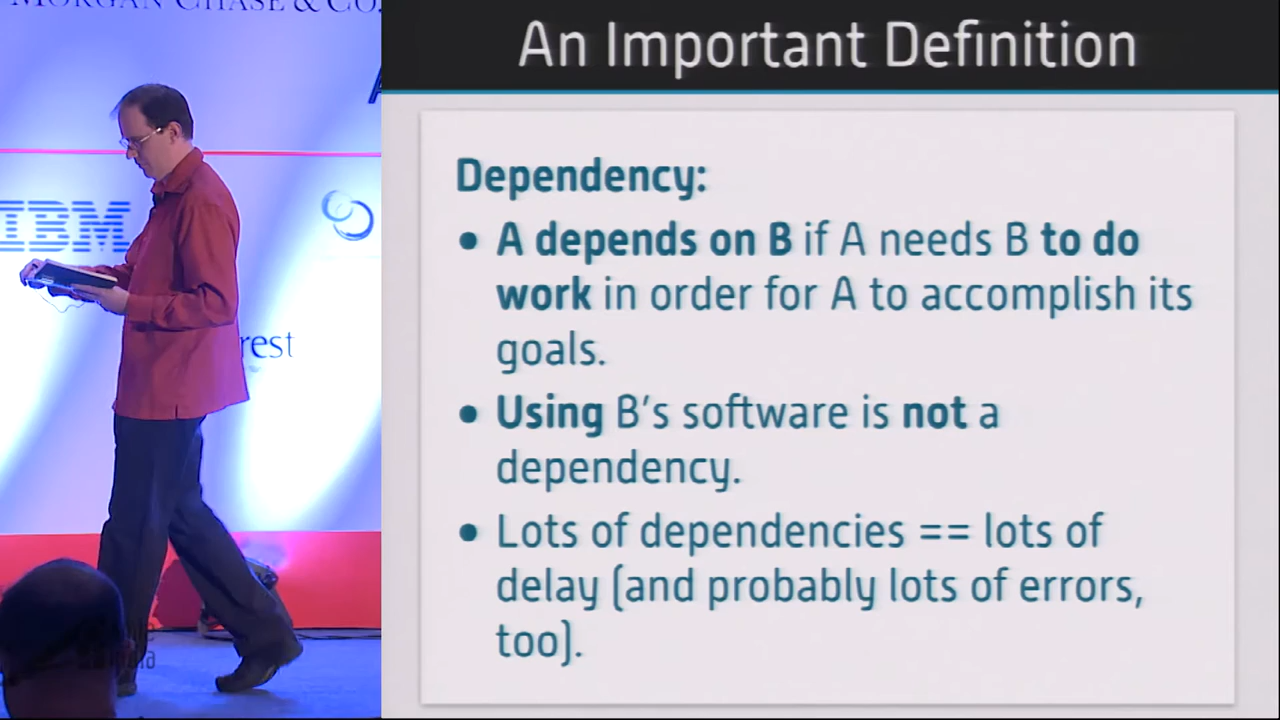 MORGAN CHASE & CO.
An Important Definition
IBM
rest
Dependency:
• A depends on B if A needs B to do
work in order for A to accomplish its
goals.
• Using B's software is not a
dependency.
• Lots of dependencies == lots of
delay (and probably lots of errors,
too).